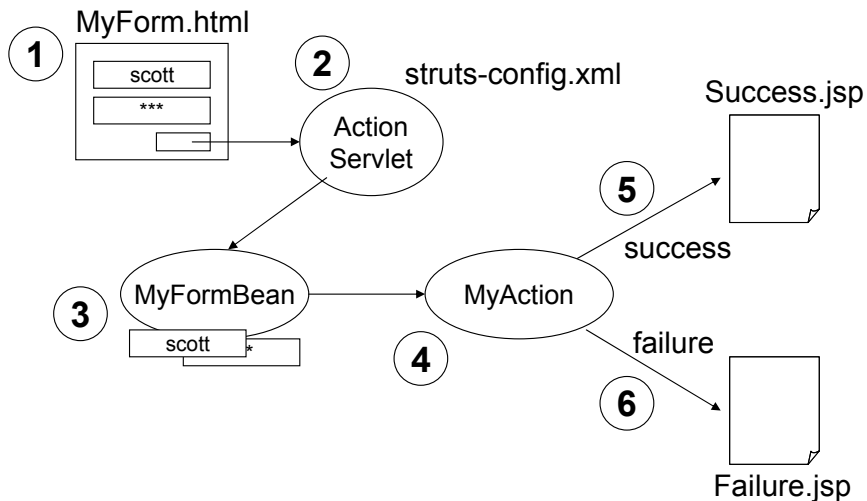 MyForm.html
1
scott
***
2
struts-config.xml
Action
Servlet
Success.jsp
5
success
3
MyFormBean
scott
*
MyAction
4
failure
6
Failure.jsp